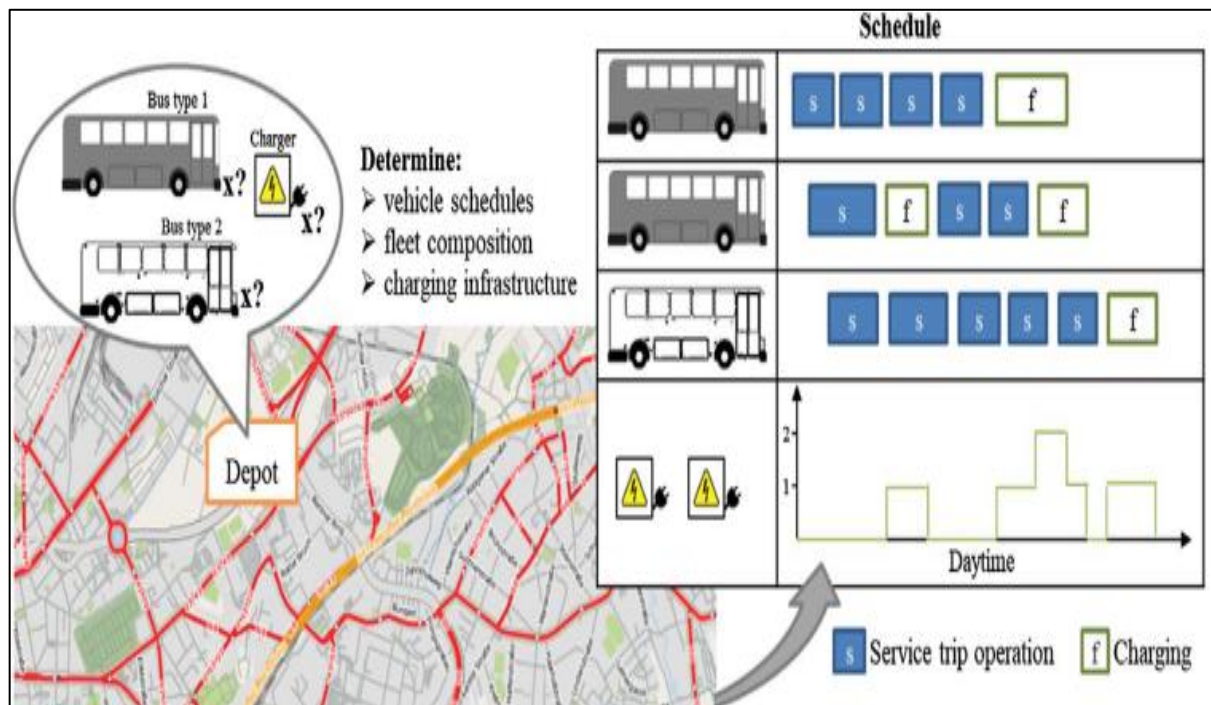 Bus type 1
Charger
x?
x?
Bus type 2
x?
Determine:
➢ vehicle schedules
➢ fleet composition
➢ charging infrastructure
Depot
Schedule
s s s s f
s f s s f
s s s s s f
2
1
Daytime
s Service trip operation f Charging